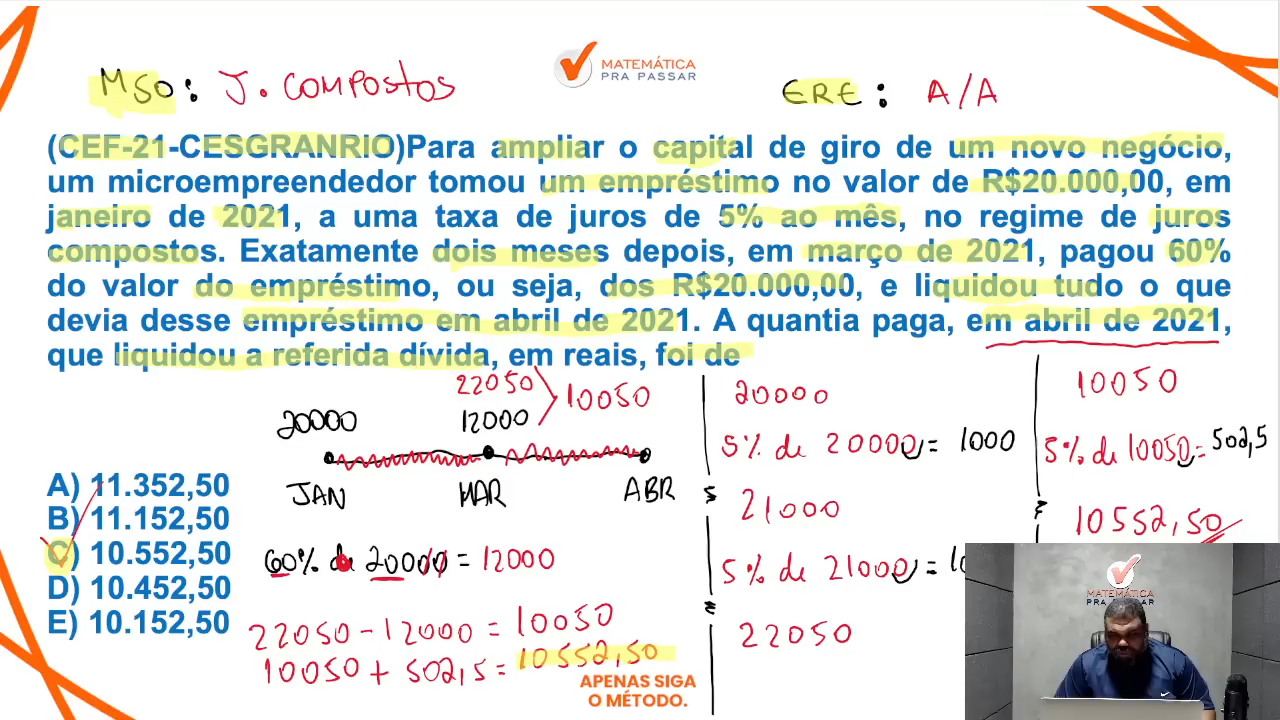 MATEMÁTICA
PRA PASSAR
MSO: J. COMPOSTOS
ERE: A/A
(CEF-21-CESGRANRIO)Para ampliar o capital de giro de um novo negócio,
um microempreendedor tomou um empréstimo no valor de R$20.000,00, em
janeiro de 2021, a uma taxa de juros de 5% ao mês, no regime de juros
compostos. Exatamente dois meses depois, em março de 2021, pagou 60%
do valor do empréstimo, ou seja, dos R$20.000,00, e liquidou tudo o que
devia desse empréstimo em abril de 2021. A quantia paga, em abril de 2021,
que liquidou a referida dívida, em reais, foi de
22050
20000 12000 10050
JAN MAR ABR
A) 11.352,50
B) 11.152,50
C) 10.552,50
D) 10.452,50
E) 10.152,50
60% de 20000 = 12000
22050 - 12000 = 10050
10050 + 502,5 = 10552,50
20000
5% de 20000 = 1000
21000
5% de 21000 =
22050
10050
5% de 10050 = 502,5
10552,50
APENAS SIGA
O MÉTODO.
MATEMÁTICA
PRA PASSAR